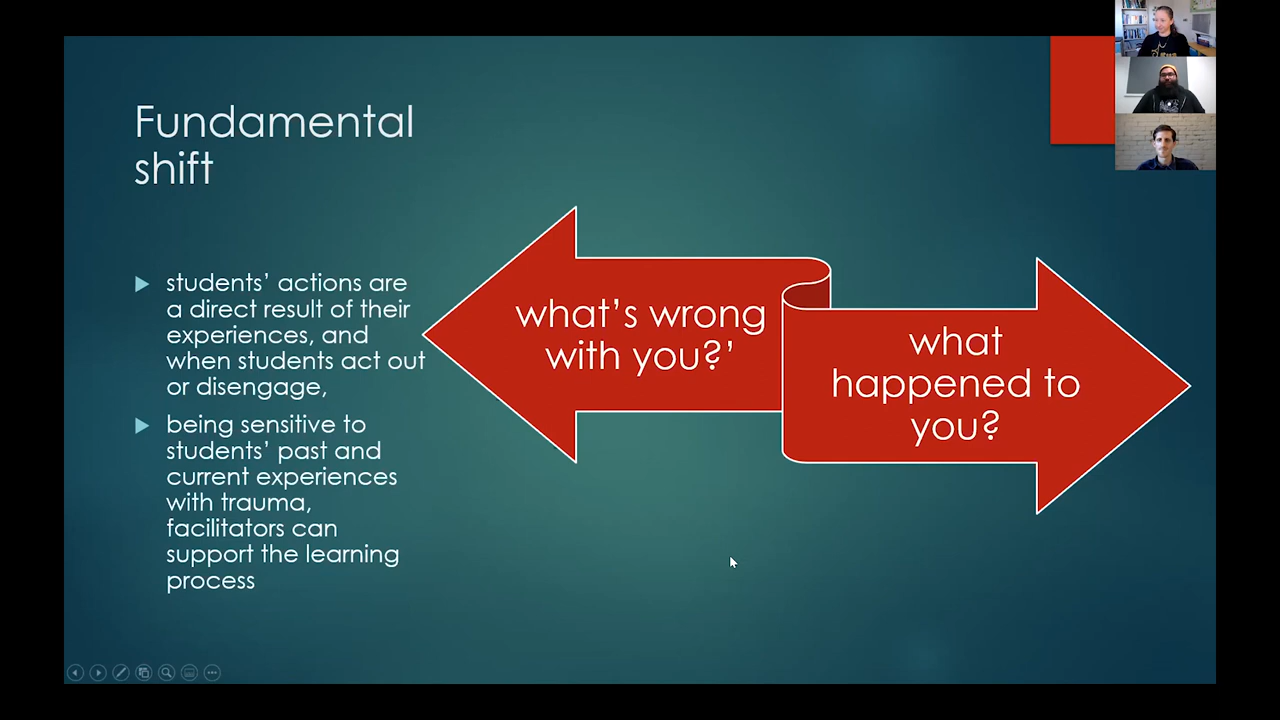 Fundamental
shift
students’ actions are
a direct result of their
experiences, and
when students act out
or disengage,
being sensitive to
students’ past and
current experiences
with trauma,
facilitators can
support the learning
process
what’s wrong
with you?’
what
happened to
you?